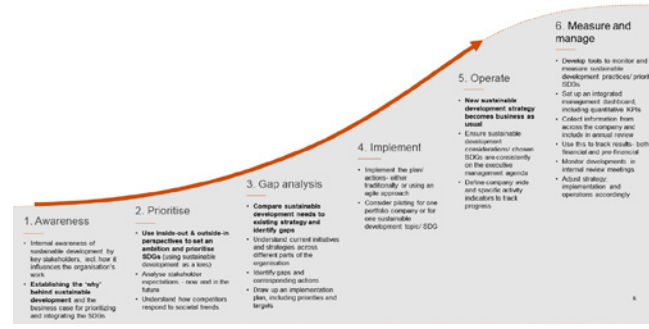 1. Awareness
• Internal awareness of
sustainable development by
key stakeholders, incl. how it
influences the organisation's
work
• Establishing the 'why'
behind sustainable
development and the
business case for prioritizing
and integrating the SDGs
2. Prioritise
• Use inside-out & outside-in
perspectives to set an
ambition and prioritise
SDGs (using sustainable
development as a lens)
• Analyse stakeholder
expectations - now and in the
future
• Understand how competitors
respond to societal trends
3. Gap analysis
• Compare sustainable
development needs to
existing strategy and
identify gaps
• Understand current initiatives
and strategies across
different parts of the
organisation
• Identify gaps and
corresponding actions
• Draw up an implementation
plan, including priorities and
targets
4. Implement
• Implement the plan/
actions- either
traditionally or using an
agile approach
• Consider piloting for one
portfolio company or for
one sustainable
development topic/ SDG
5. Operate
• New sustainable
development strategy
becomes business as
usual
• Ensure sustainable
development
considerations/ chosen
SDGs are consistently
on the executive
management agenda
• Define company wide
and specific activity
indicators to track
progress
6. Measure and
manage
• Develop tools to monitor and
measure sustainable
development practices/ priorit
SDGs
• Set up an integrated
management dashboard,
including quantitative KPIs
• Collect information from
across the company and
include in annual review
• Use this to track results- both
financial and pre-financial
• Monitor developments in
internal review meetings
• Adjust strategy,
implementation and
operations accordingly
6